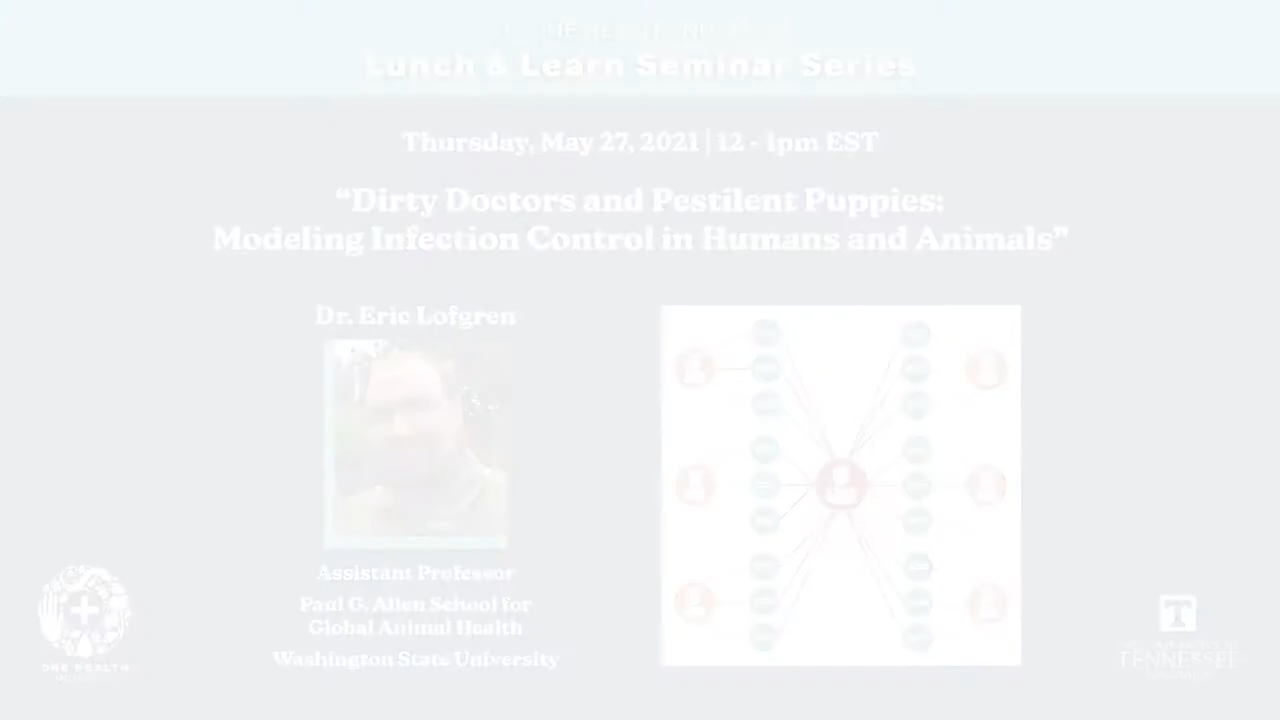 Lunch & Learn Seminar Series
Thursday, May 27, 2021 | 12 - 1pm EST
“Dirty Doctors and Pestilent Puppies:
Modeling Infection Control in Humans and Animals”
Dr. Eric Lofgren
Assistant Professor
Paul G. Allen School for
Global Animal Health
Washington State University
ONE HEALTH
T
TENNESSEE